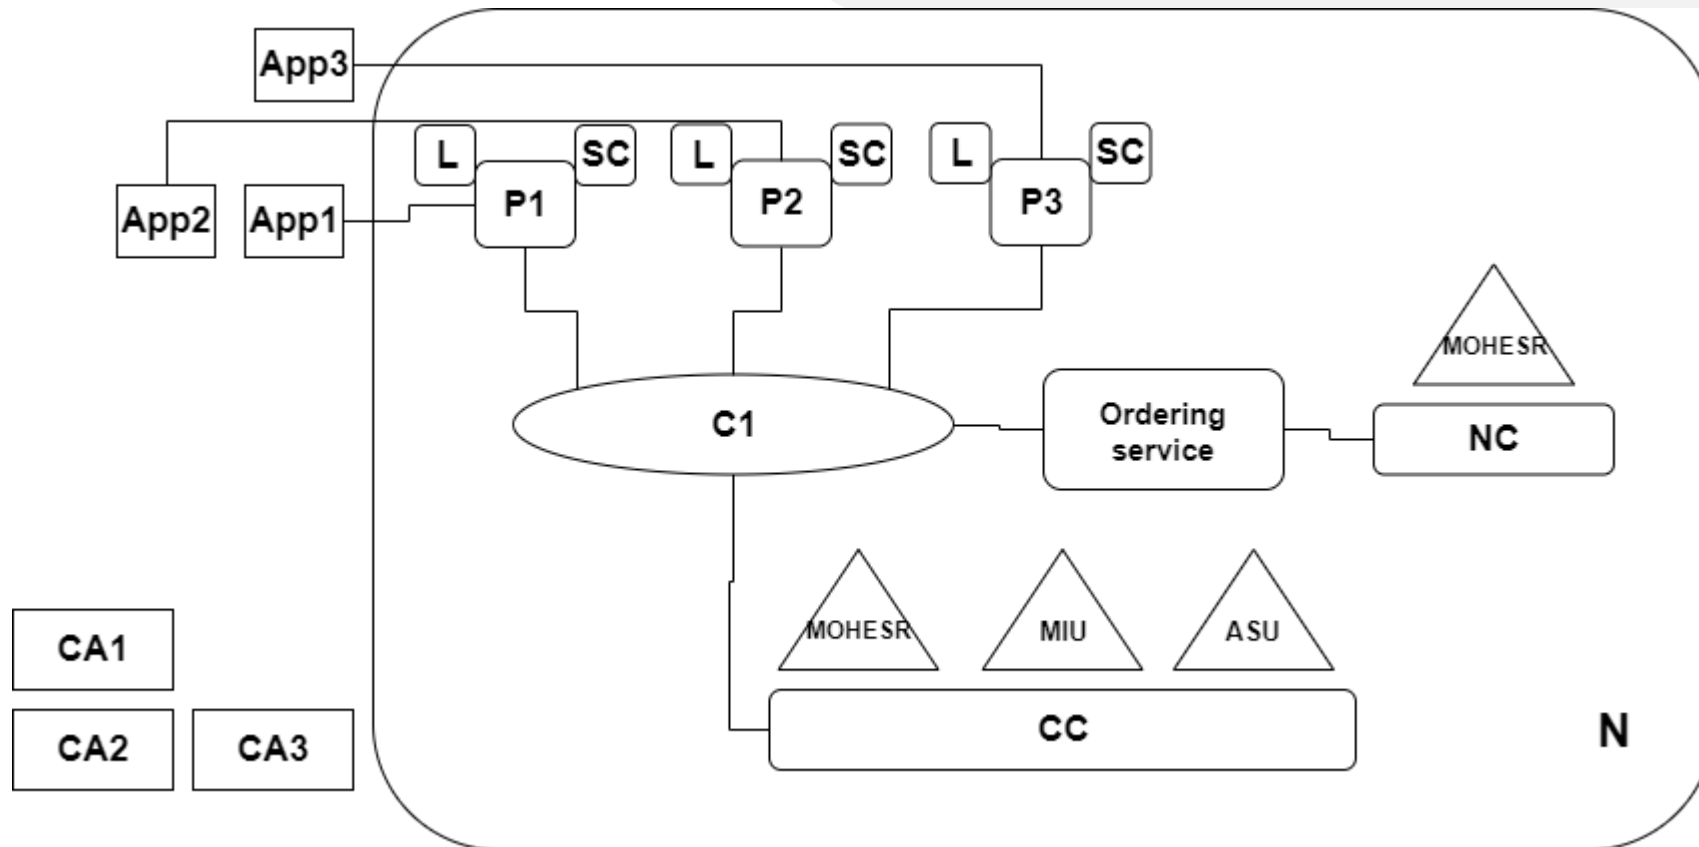 App3
L
SC
L
SC
L
SC
P1
P2
P3
App2
App1
MOHESR
C1
Ordering
service
NC
MOHESR
MIU
ASU
CA1
CC
N
CA2
CA3